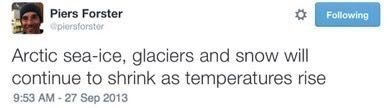 Piers Forster
@piersforster
Following
Arctic sea-ice, glaciers and snow will
continue to shrink as temperatures rise
9:53 AM - 27 Sep 2013